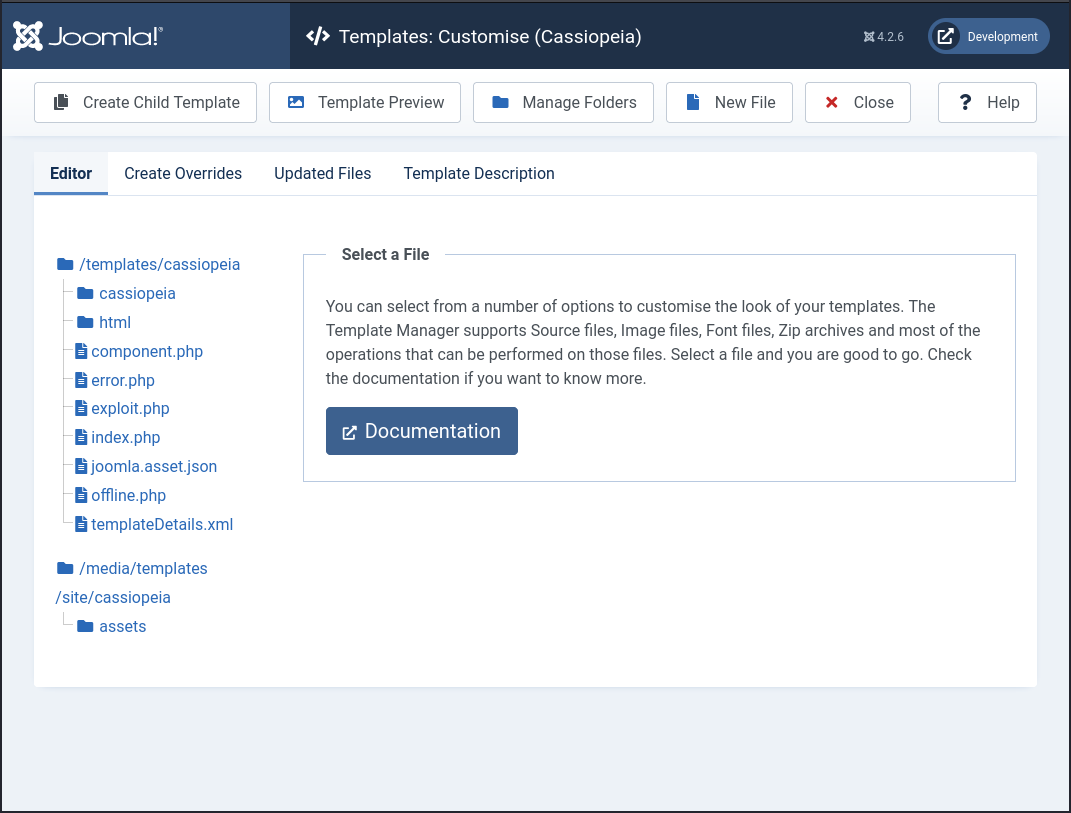 Joomla!®
Templates: Customise (Cassiopeia)
4.2.6
Development
Create Child Template
Template Preview
Manage Folders
New File
Close
? Help
Editor
Create Overrides
Updated Files
Template Description
/templates/cassiopeia
cassiopeia
html
component.php
error.php
exploit.php
index.php
joomla.asset.json
offline.php
templateDetails.xml
/media/templates
/site/cassiopeia
assets
Select a File
You can select from a number of options to customise the look of your templates. The
Template Manager supports Source files, Image files, Font files, Zip archives and most of the
operations that can be performed on those files. Select a file and you are good to go. Check
the documentation if you want to know more.
Documentation